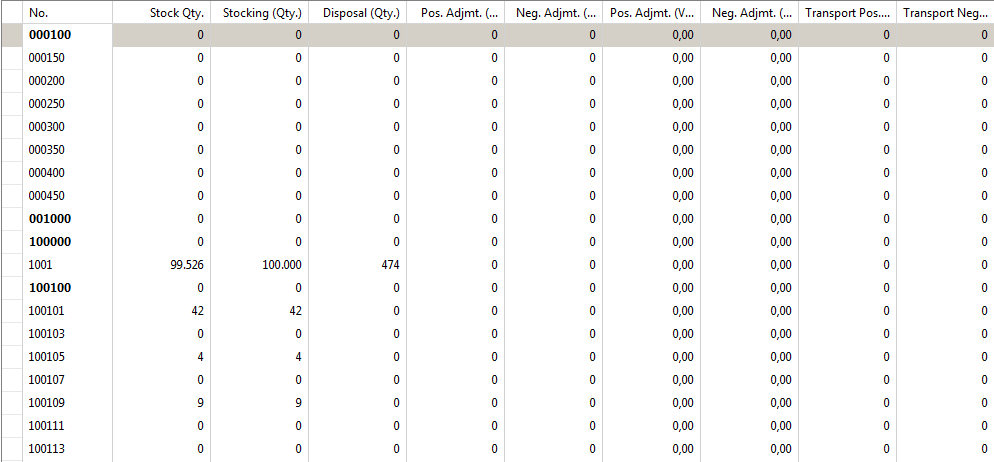 No. Stock Qty. Stocking (Qty.) Disposal (Qty.) Pos. Adjmt. (... Neg. Adjmt. (... Pos. Adjmt. (V... Neg. Adjmt. (... Transport Pos.... Transport Neg...
000100 0 0 0 0 0 0,00 0,00 0 0
000150 0 0 0 0 0 0,00 0,00 0 0
000200 0 0 0 0 0 0,00 0,00 0 0
000250 0 0 0 0 0 0,00 0,00 0 0
000300 0 0 0 0 0 0,00 0,00 0 0
000350 0 0 0 0 0 0,00 0,00 0 0
000400 0 0 0 0 0 0,00 0,00 0 0
000450 0 0 0 0 0 0,00 0,00 0 0
001000 0 0 0 0 0 0,00 0,00 0 0
100000 0 0 0 0 0 0,00 0,00 0 0
1001 99.526 100.000 474 0 0 0,00 0,00 0 0
100100 0 0 0 0 0 0,00 0,00 0 0
100101 42 42 0 0 0 0,00 0,00 0 0
100103 0 0 0 0 0 0,00 0,00 0 0
100105 4 4 0 0 0 0,00 0,00 0 0
100107 0 0 0 0 0 0,00 0,00 0 0
100109 9 9 0 0 0 0,00 0,00 0 0
100111 0 0 0 0 0 0,00 0,00 0 0
100113 0 0 0 0 0 0,00 0,00 0 0